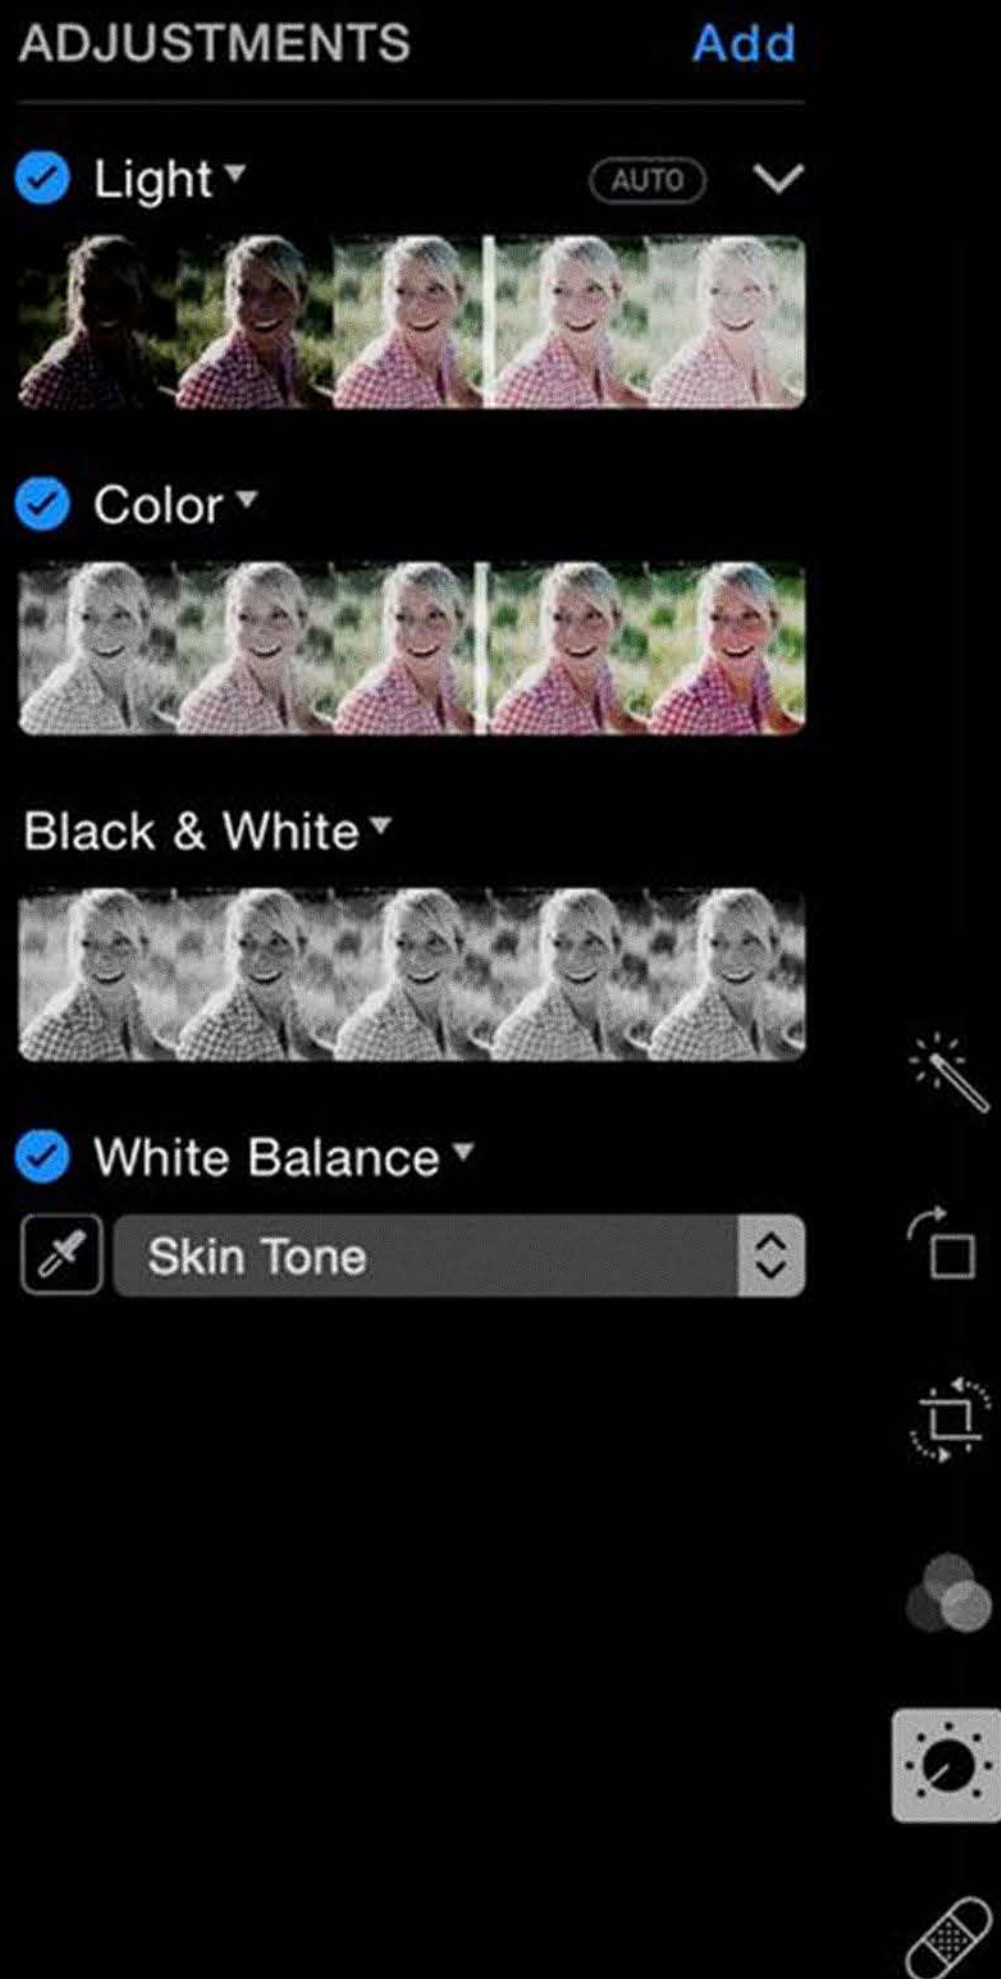 ADJUSTMENTS Add
Light AUTO
Color
Black & White
White Balance
Skin Tone